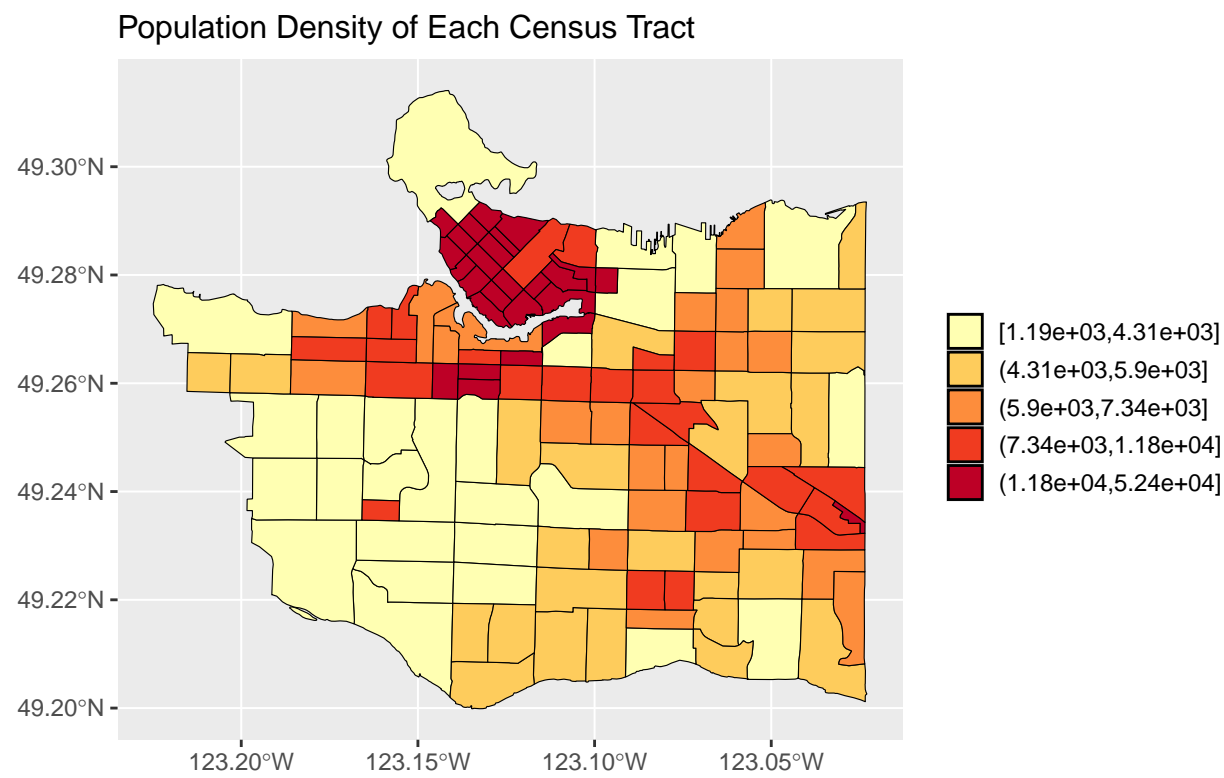 Population Density of Each Census Tract
49.30°N
49.28°N
49.26°N
49.24°N
49.22°N
49.20°N
123.20°W
123.15°W
123.10°W
123.05°W
[1.19e+03,4.31e+03]
(4.31e+03,5.9e+03]
(5.9e+03,7.34e+03]
(7.34e+03,1.18e+04]
(1.18e+04,5.24e+04]